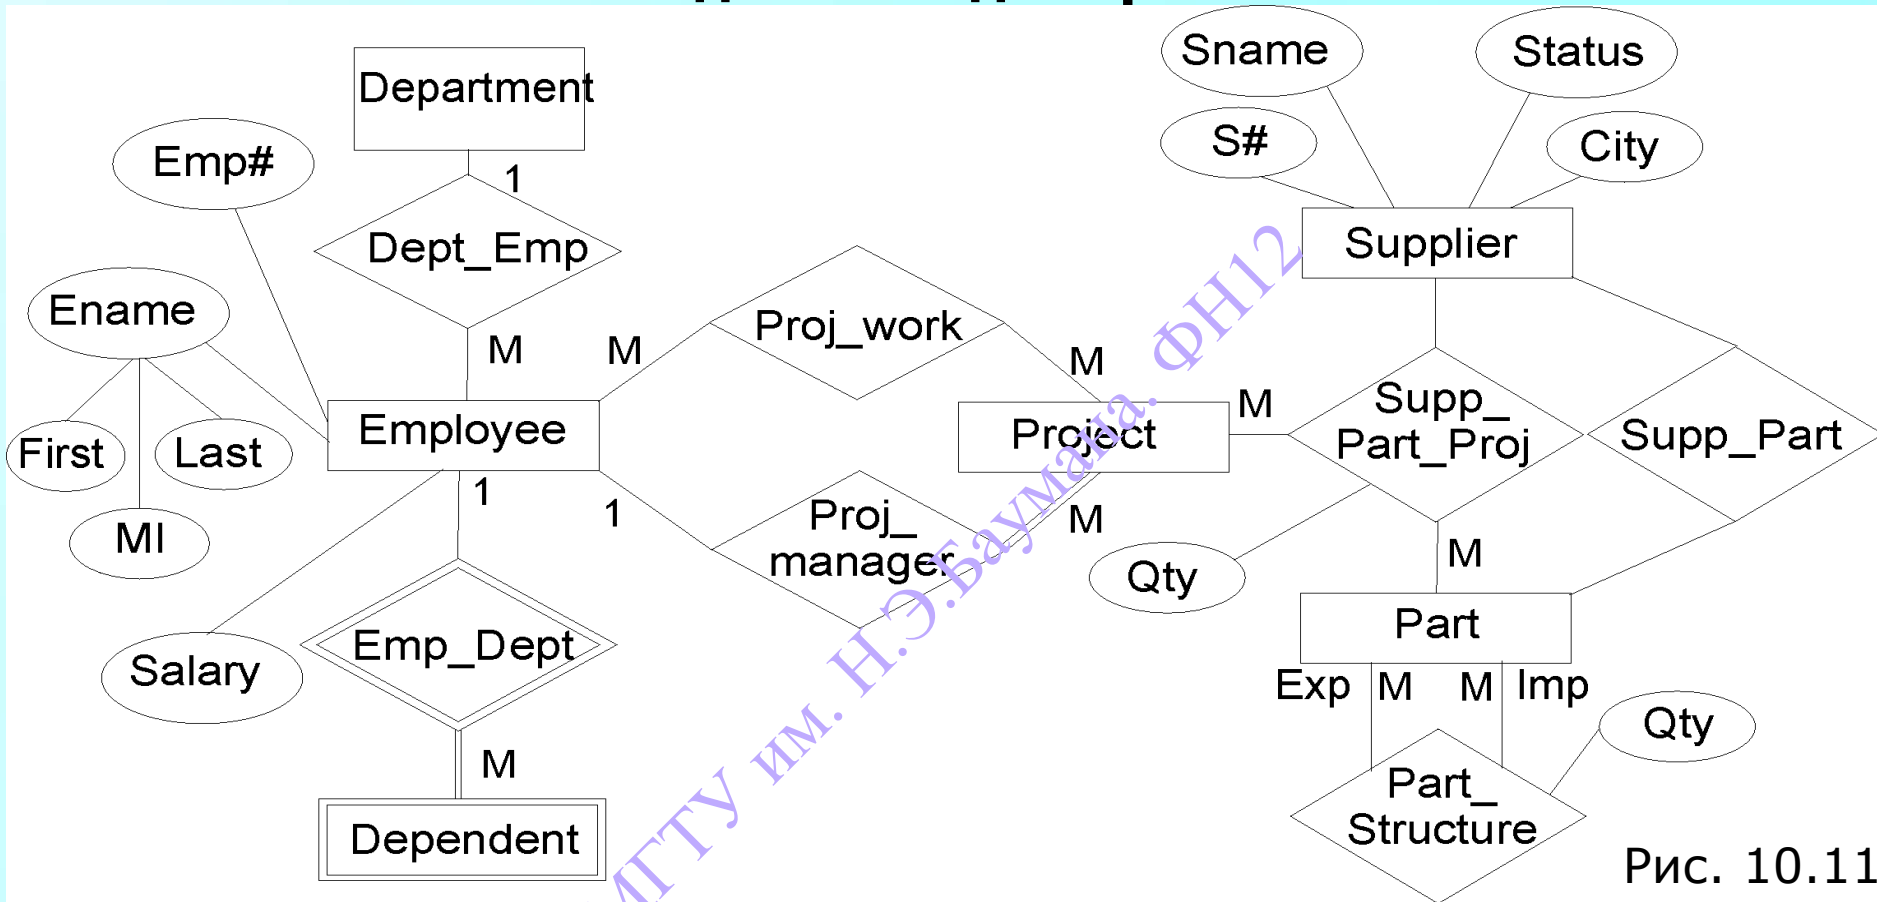 Department
Sname
Status
S#
City
Emp#
1
Dept_Emp
Supplier
Ename
M
M
Proj_work
M
First
Last
MI
Employee
Project
M
Supp_
Part_Proj
Supp_Part
1
1
Proj_
manager
M
Qty
M
Part
Salary
Emp_Dept
Exp
M
M
Imp
Qty
M
Dependent
Part_
Structure
МГТУ им. Н.Э.Баумана. ФН12
Рис. 10.11